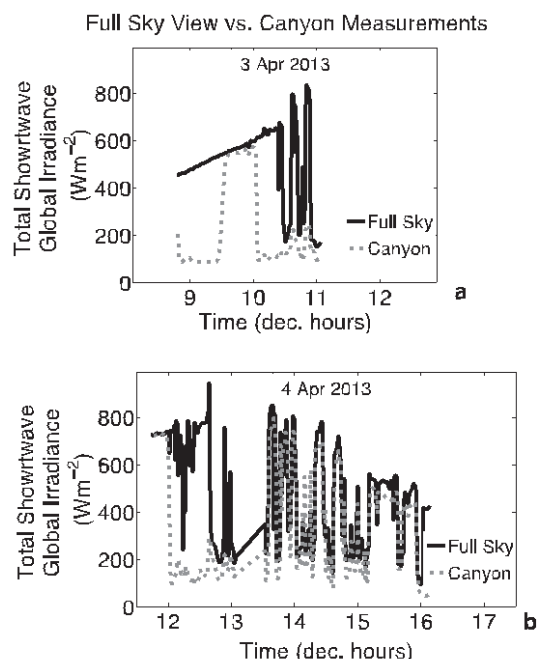 Full Sky View vs. Canyon Measurements
3 Apr 2013
Total Showrtwave
Global Irradiance
(Wm−2)
800
600
400
200
0
Full Sky
Canyon
9 10 11 12
a
Time (dec. hours)
4 Apr 2013
Total Showrtwave
Global Irradiance
(Wm−2)
800
600
400
200
0
Full Sky
Canyon
12 13 14 15 16 17
b
Time (dec. hours)